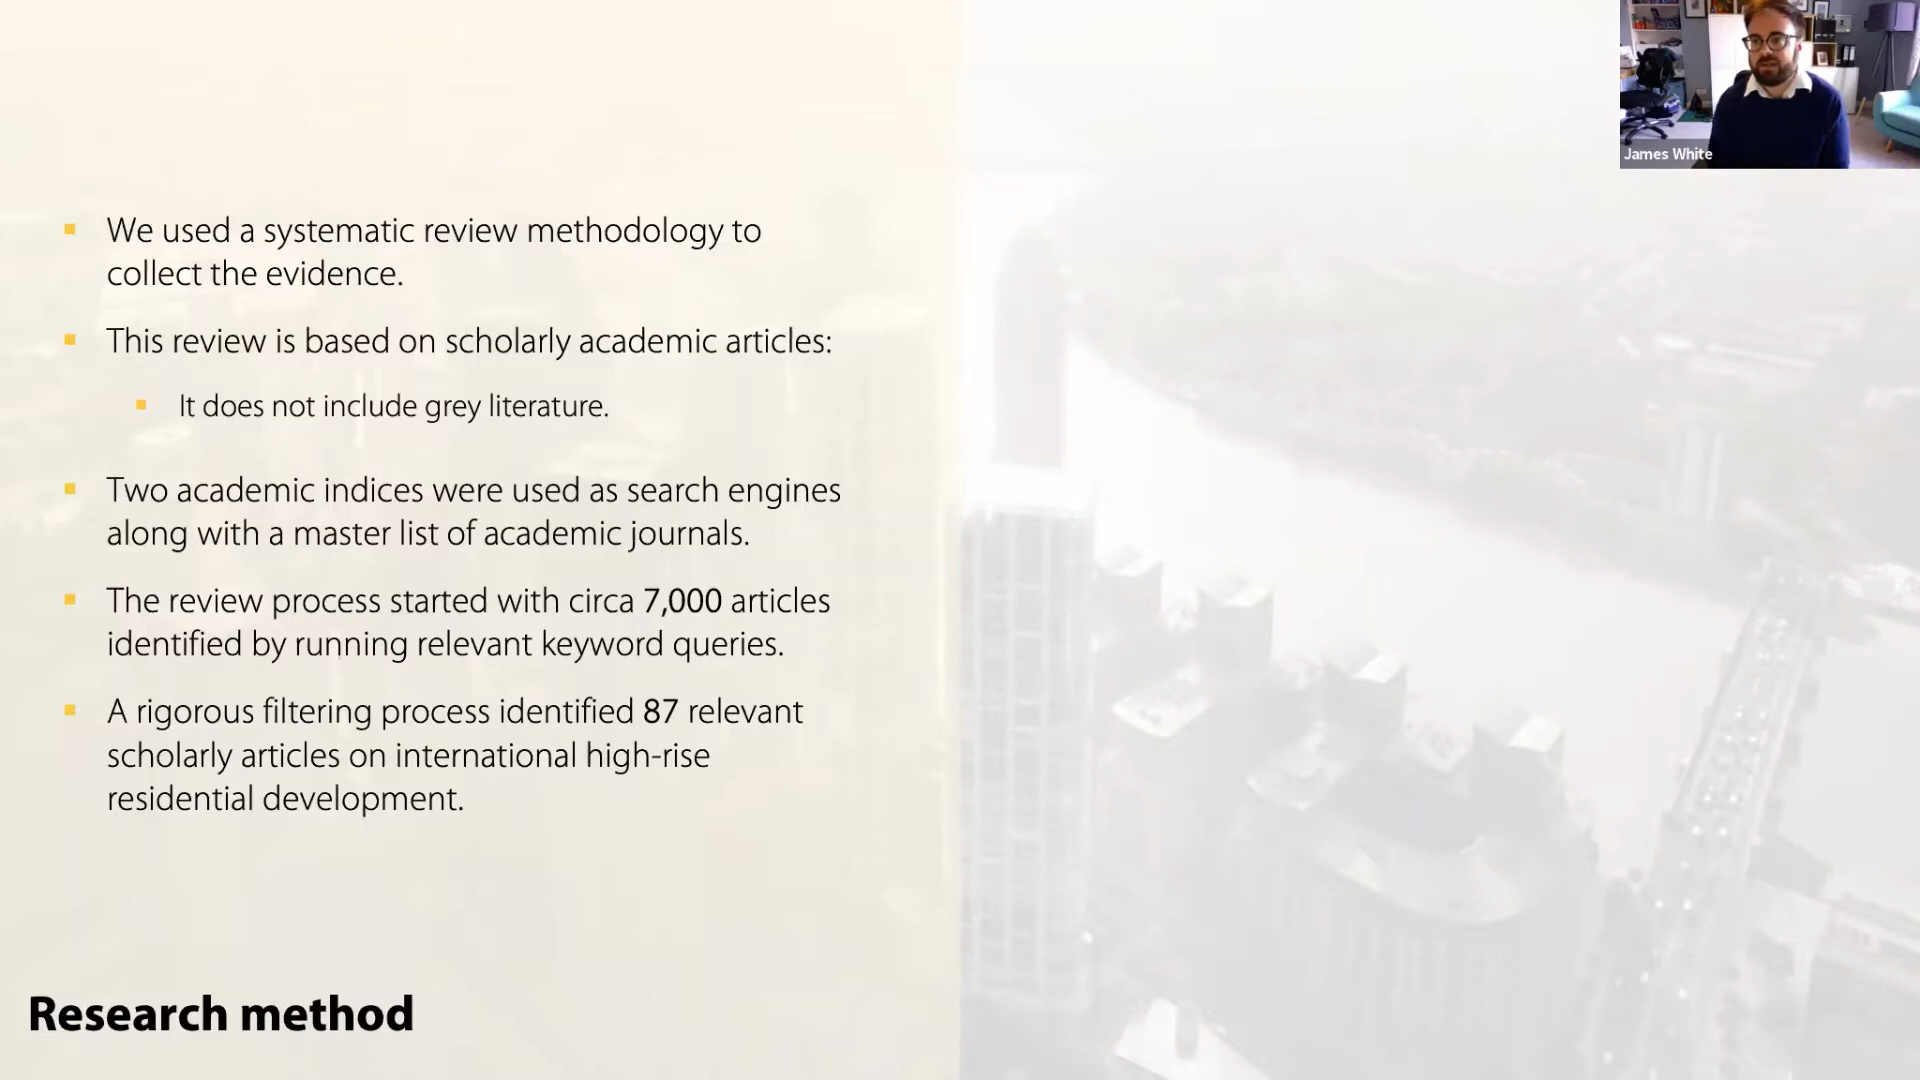 James White
We used a systematic review methodology to
collect the evidence.
This review is based on scholarly academic articles:
It does not include grey literature.
Two academic indices were used as search engines
along with a master list of academic journals.
The review process started with circa 7,000 articles
identified by running relevant keyword queries.
A rigorous filtering process identified 87 relevant
scholarly articles on international high-rise
residential development.
Research method